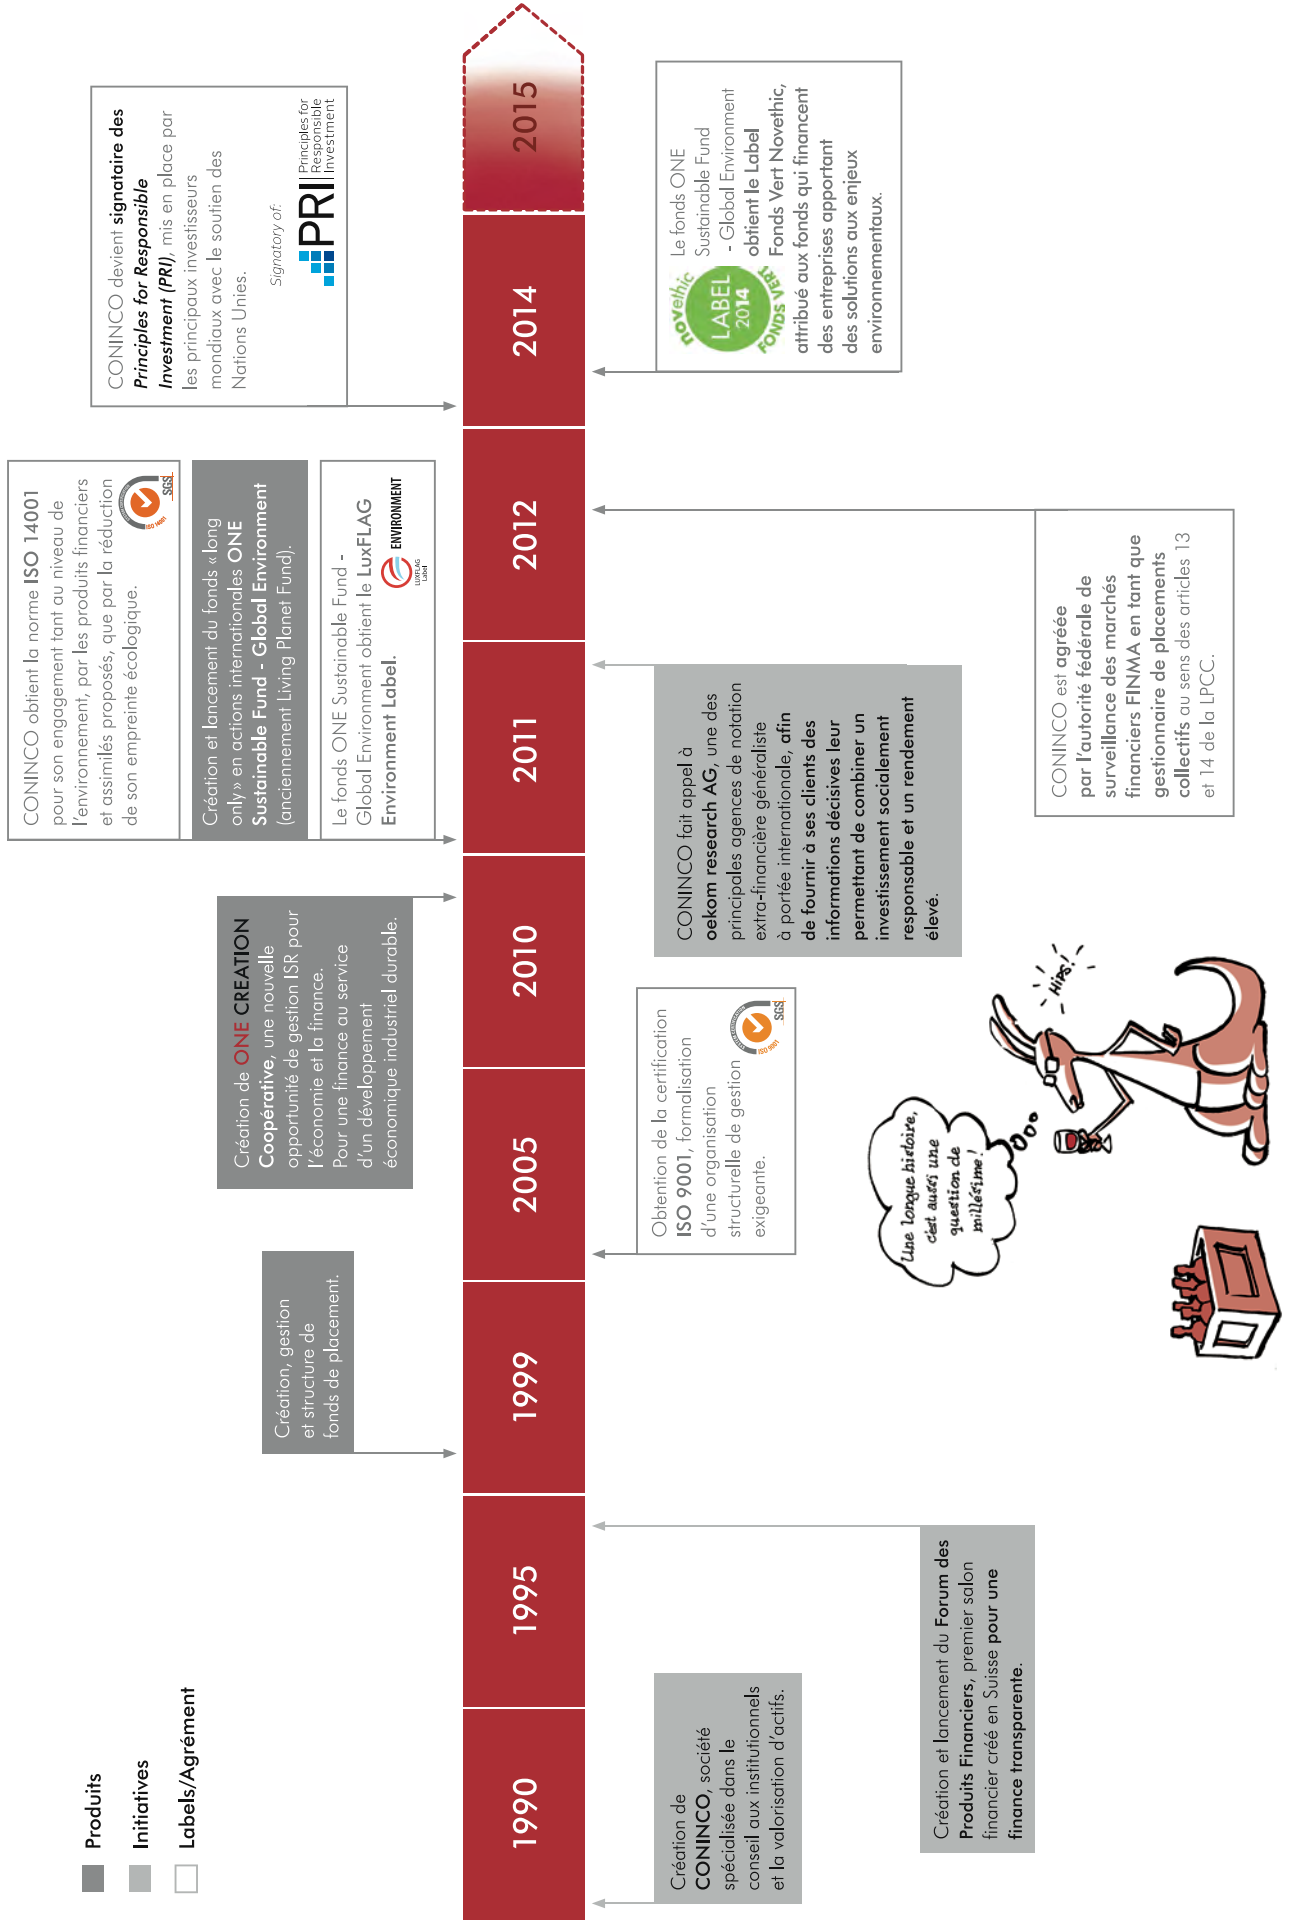 Produits
Initiatives
Labels/Agrément
CONINCO obtient la norme ISO 14001
pour son engagement tant au niveau de
l'environnement, par les produits financiers
et assimilés proposés, que par la réduction
de son empreinte écologique.
ISO 14001
SGS
Création et lancement du fonds « long
only » en actions internationales ONE
Sustainable Fund - Global Environment
(anciennement Living Planet Fund).
Le fonds ONE Sustainable Fund -
Global Environment obtient le LuxFLAG
Environment Label.
LUXFLAG
Label
ENVIRONMENT
CONINCO devient signataire des
Principles for Responsible
Investment (PRI), mis en place par
les principaux investisseurs
mondiaux avec le soutien des
Nations Unies.
Signatory of:
PRI
Principles for
Responsible
Investment
Création, gestion
et structure de
fonds de placement.
Création de ONE CREATION
Coopérative, une nouvelle
opportunité de gestion ISR pour
l'économie et la finance.
Pour une finance au service
d'un développement
économique industriel durable.
1990
1995
1999
2005
2010
2011
2012
2014
2015
Création de
CONINCO, société
spécialisée dans le
conseil aux institutionnels
et la valorisation d'actifs.
Création et lancement du Forum des
Produits Financiers, premier salon
financier créé en Suisse pour une
finance transparente.
Obtention de la certification
ISO 9001, formalisation
d'une organisation
structurelle de gestion
exigeante.
ISO 9001
SGS
CONINCO fait appel à
oekom research AG, une des
principales agences de notation
extra-financière généraliste
à portée internationale, afin
de fournir à ses clients des
informations décisives leur
permettant de combiner un
investissement socialement
responsable et un rendement
élevé.
CONINCO est agréée
par l'autorité fédérale de
surveillance des marchés
financiers FINMA en tant que
gestionnaire de placements
collectifs au sens des articles 13
et 14 de la LPCC.
novethic
LABEL
2014
FONDS VERT
Le fonds ONE
Sustainable Fund
- Global Environment
obtient le Label
Fonds Vert Novethic,
attribué aux fonds qui financent
des entreprises apportant
des solutions aux enjeux
environnementaux.
Une longue histoire,
c'est aussi une
question de
millésime!
HiPS!